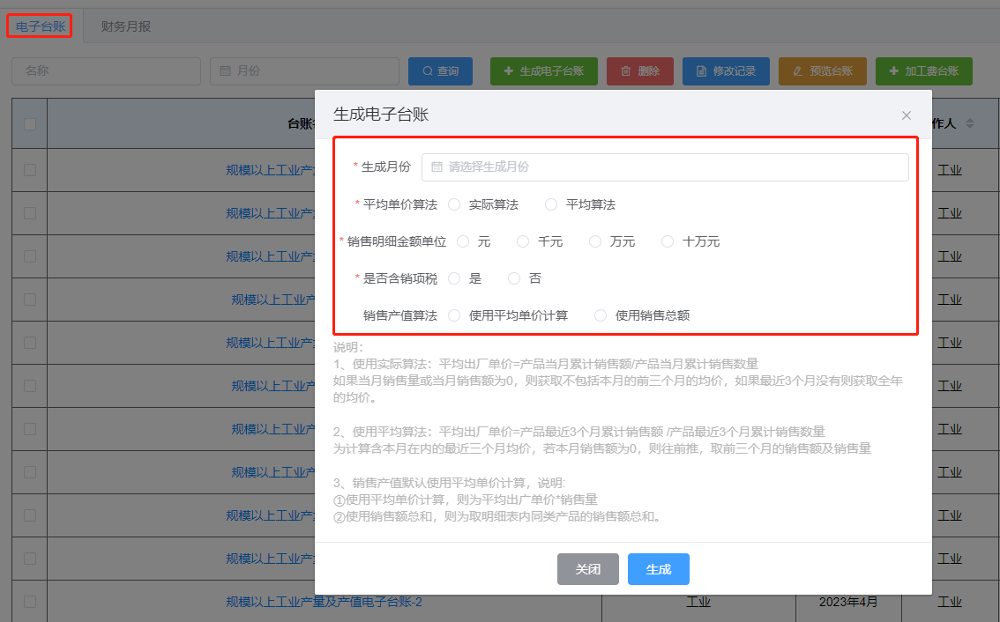 电子台账 财务月报
名称 月份 查询 生成电子台账 删除 修改记录 预览台账 加工费台账
台账 作人
生成电子台账
规模以上工业产 工业
*生成月份 请选择生成月份
*平均单价算法 实际算法 平均算法
规模以上工业产 工业
*销售明细金额单位 元 千元 万元 十万元
规模以上工业产 工业
*是否含销项税 是 否
规模以上工业产 工业
销售产值算法 使用平均单价计算 使用销售总额
规模以上工业产 工业
说明:
1、使用实际算法：平均出厂单价=产品当月累计销售额/产品当月累计销售数量
如果当月销售量或当月销售额为0，则获取不包括本月的前三个月的均价，如果最近3个月没有则获取全年
的均价。
规模以上工业产 工业
2、使用平均算法：平均出厂单价=产品最近3个月累计销售额 /产品最近3个月累计销售数量
为计算含本月在内的最近三个月均价，若本月销售额为0，则往前推，取前三个月的销售额及销售量
规模以上工业产 工业
3、销售产值默认使用平均单价计算，说明:
①使用平均单价计算，则为平均出广单价*销售量
②使用销售额总和，则为取明细表内同类产品的销售额总和。
规模以上工业产 工业
规模以上工业产 工业
规模以上工业产 工业
关闭 生成
规模以上工业产量及产值电子台账-2 工业 2023年4月 工业